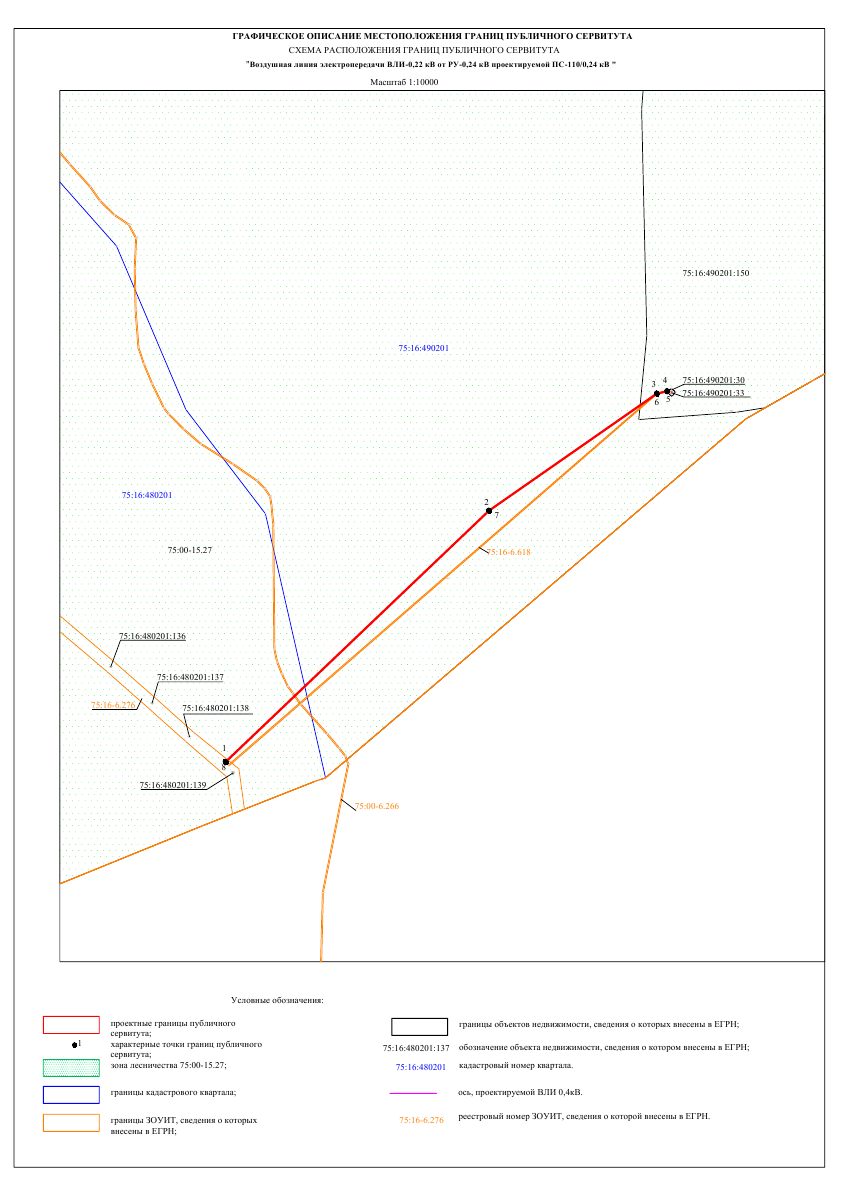 ГРАФИЧЕСКОЕ ОПИСАНИЕ МЕСТОПОЛОЖЕНИЯ ГРАНИЦ ПУБЛИЧНОГО СЕРВИТУТА
СХЕМА РАСПОЛОЖЕНИЯ ГРАНИЦ ПУБЛИЧНОГО СЕРВИТУТА
"Воздушная линия электропередачи ВЛИ-0,22 кВ от РУ-0,24 кВ проектируемой ПС-110/0,24 кВ "
Масштаб 1:10000
75:16:490201:150
75:16:490201
3 4
75:16:490201:30
6 5
75:16:490201:33
75:16:480201
2
7
75:00-15.27
75:16-6.618
75:16:480201:136
75:16:480201:137
75:16-6.276
75:16:480201:138
1
8
75:16:480201:139
75:00-6.266
Условные обозначения:
проектные границы публичного
сервитута;
1
характерные точки границ публичного
сервитута;
зона лесничества 75:00-15.27;
границы кадастрового квартала;
границы ЗОУИТ, сведения о которых
внесены в ЕГРН;
границы объектов недвижимости, сведения о которых внесены в ЕГРН;
75:14:480201:137 обозначение объекта недвижимости, сведения о котором внесены в ЕГРН;
75:16:480201 кадастровый номер квартала.
ось, проектируемой ВЛИ 0,4кВ.
75:16-6.276 реестровый номер ЗОУИТ, сведения о которой внесены в ЕГРН.